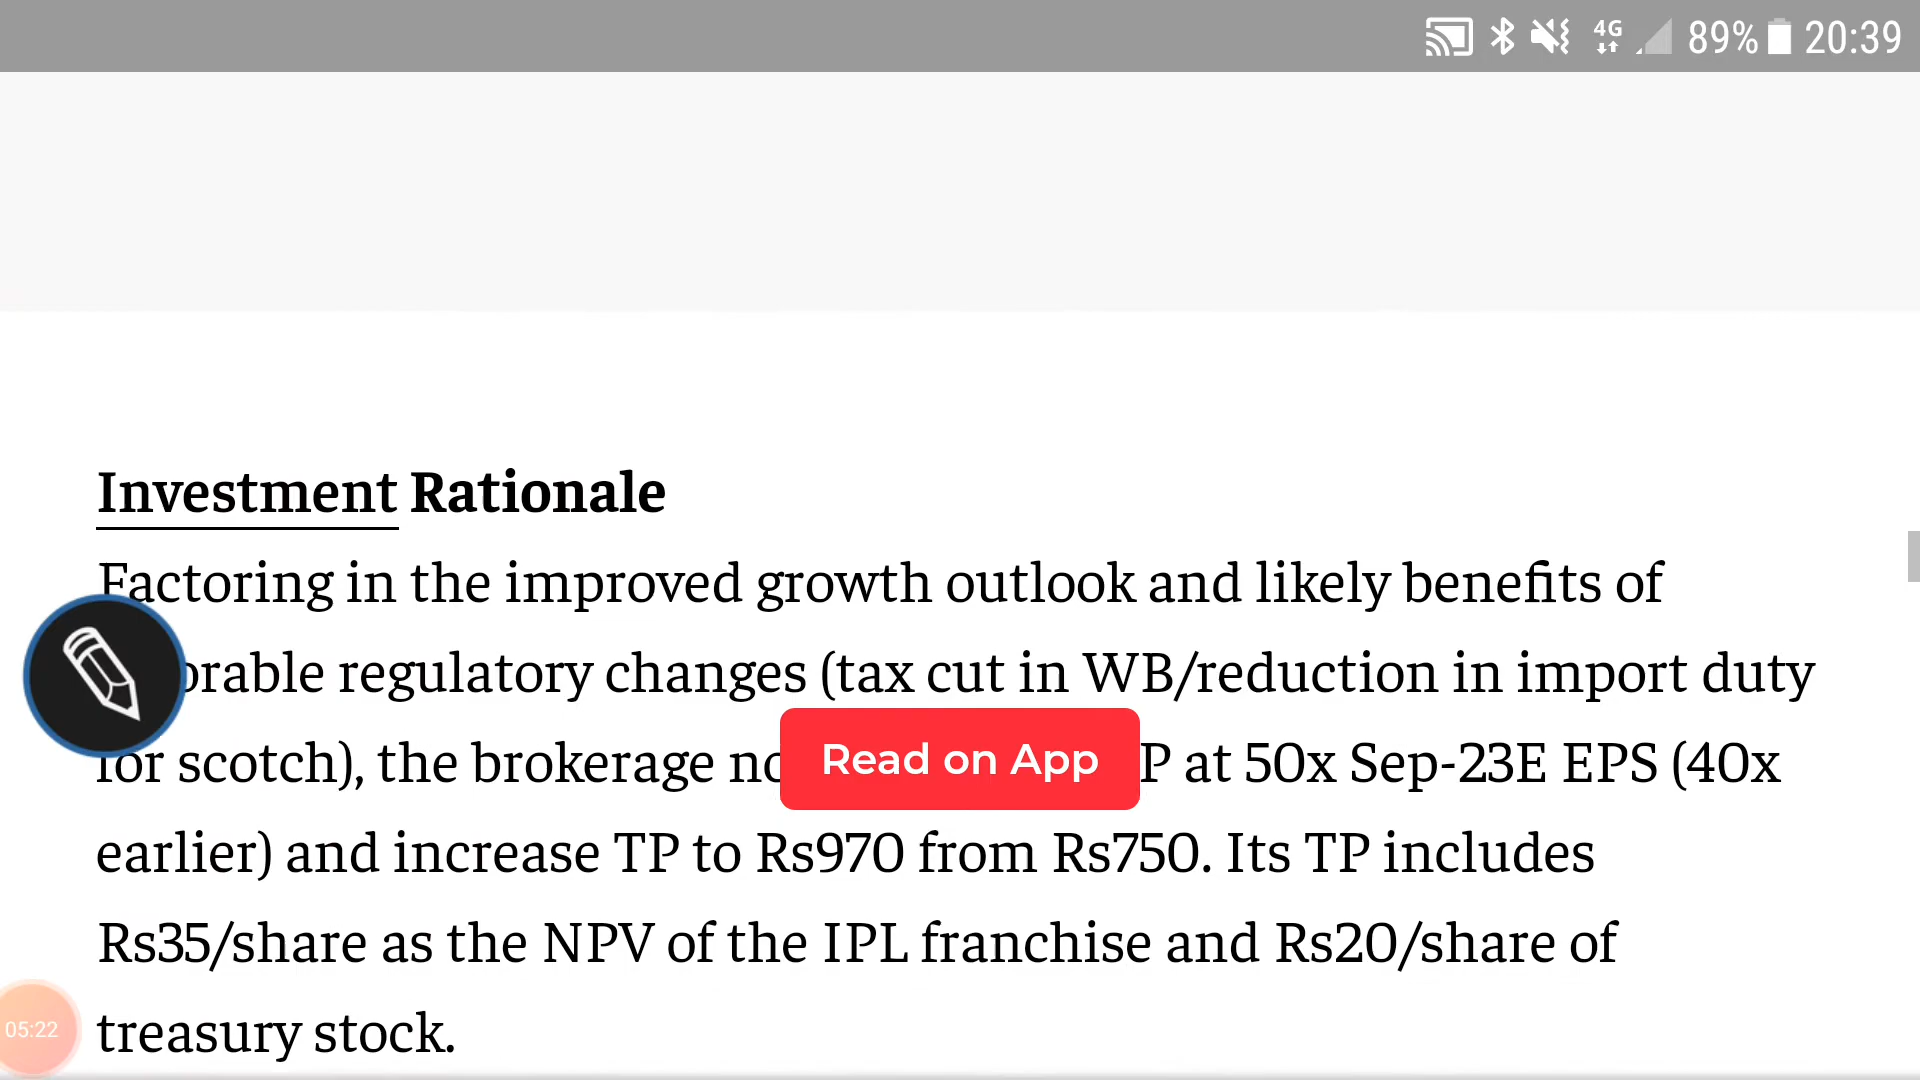 4G 89% 20:39
Investment Rationale
Factoring in the improved growth outlook and likely benefits of
orable regulatory changes (tax cut in WB/reduction in import duty
for scotch), the brokerage no P at 50x Sep-23E EPS (40x
Read on App
earlier) and increase TP to Rs970 from Rs750. Its TP includes
Rs35/share as the NPV of the IPL franchise and Rs20/share of
05:22
treasury stock.